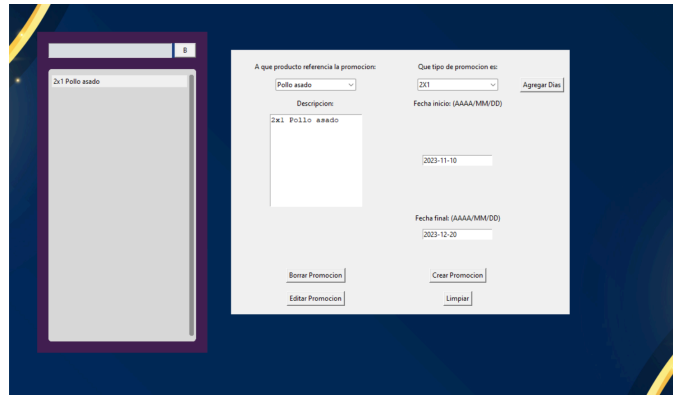 B
2x1 Pollo asado
A que producto referencia la promocion:
Que tipo de promocion es:
Pollo asado
2X1
Agregar Dias
Descripcion:
Fecha inicio: (AAAA/MM/DD)
2x1 Pollo asado
2023-11-10
Fecha final: (AAAA/MM/DD)
2023-12-20
Borrar Promocion
Crear Promocion
Editar Promocion
Limpiar